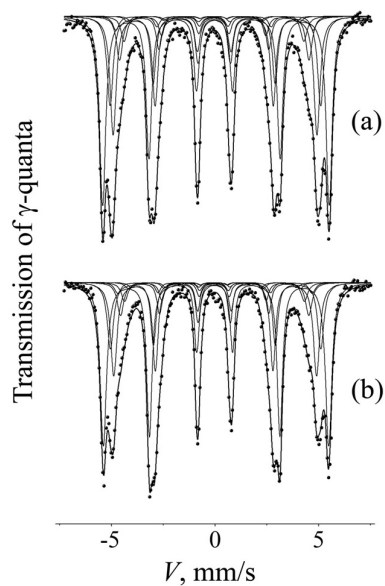 Transmission of γ-quanta
(a)
(b)
-5 0 5
V, mm/s